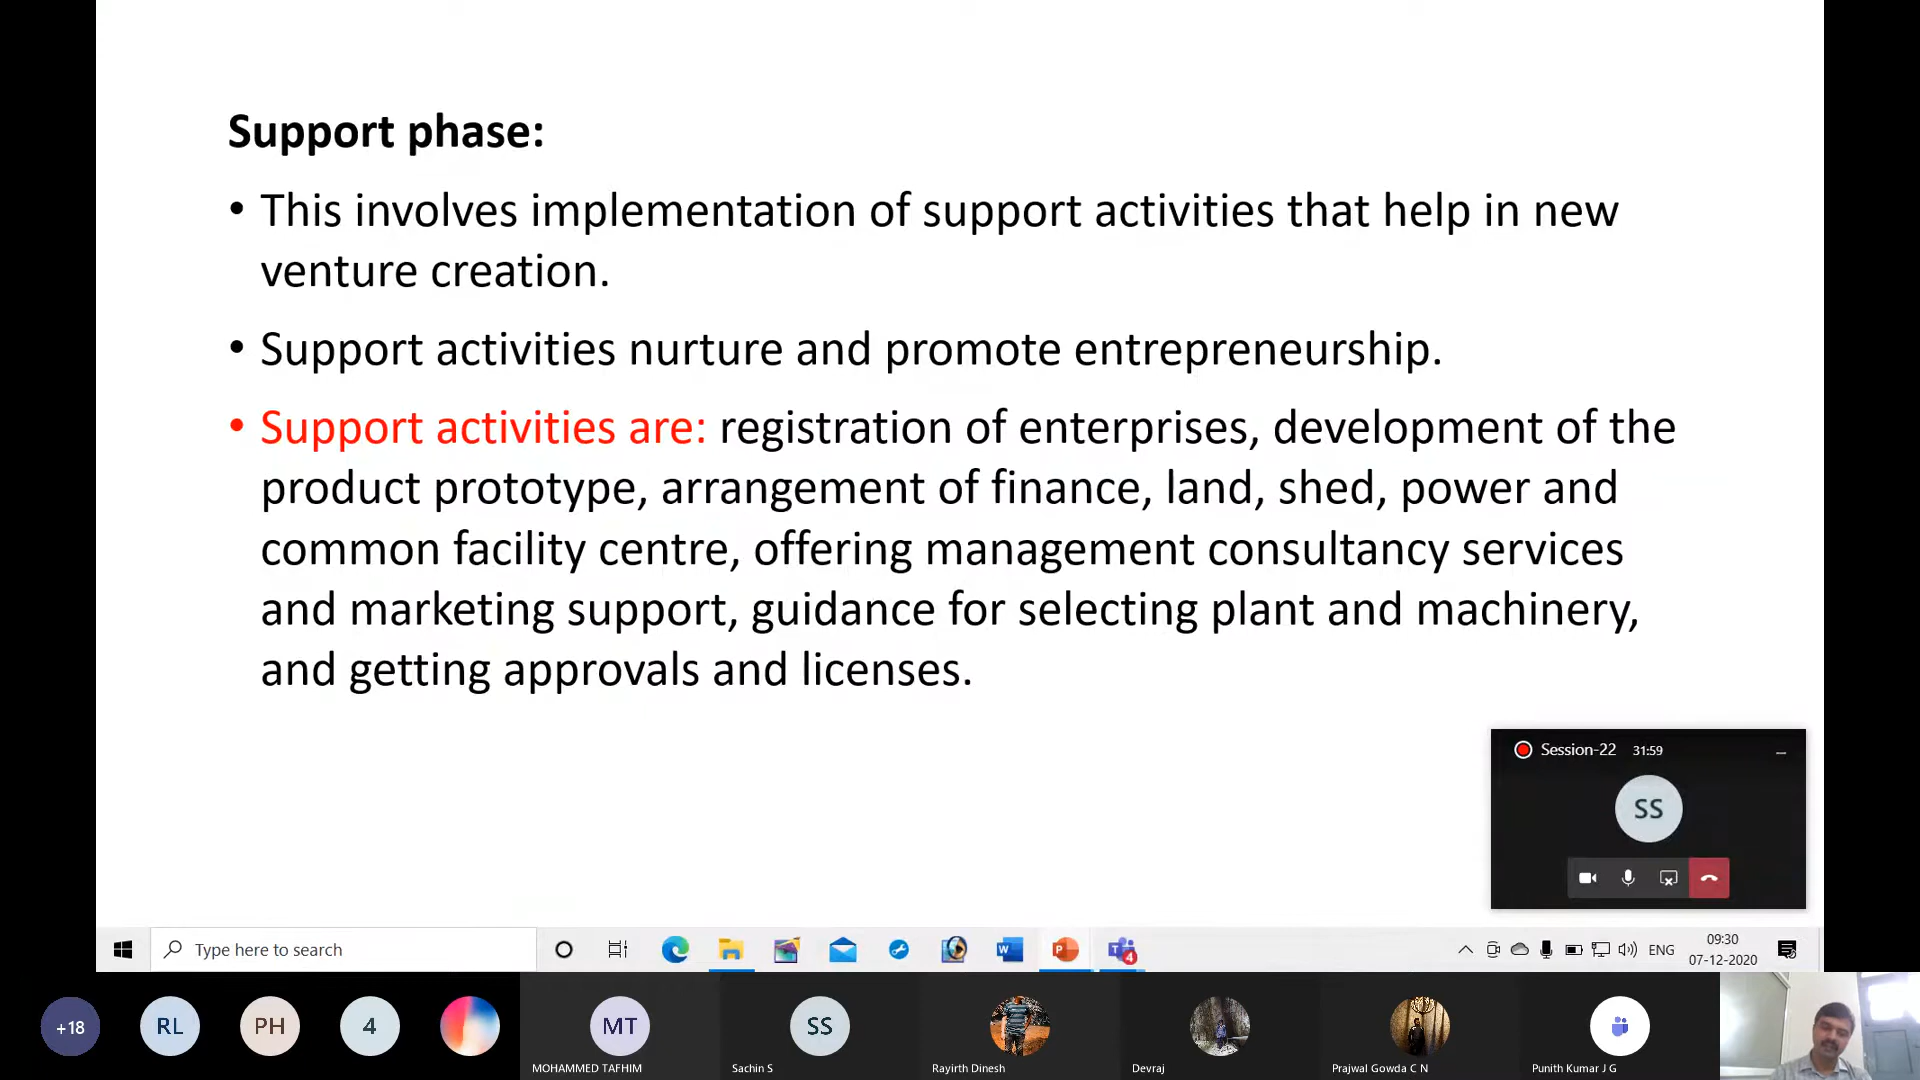 Support phase:
• This involves implementation of support activities that help in new
venture creation.
• Support activities nurture and promote entrepreneurship.
• Support activities are: registration of enterprises, development of the
product prototype, arrangement of finance, land, shed, power and
common facility centre, offering management consultancy services
and marketing support, guidance for selecting plant and machinery,
and getting approvals and licenses.
Session-22 31:59
SS
Type here to search
W
P
T
4
ENG
09:30
07-12-2020
+18
RL
PH
4
MT
SS
MOHAMMED TAFHIM
Sachin S
Rayirth Dinesh
Devraj
Prajwal Gowda C N
Punith Kumar J G